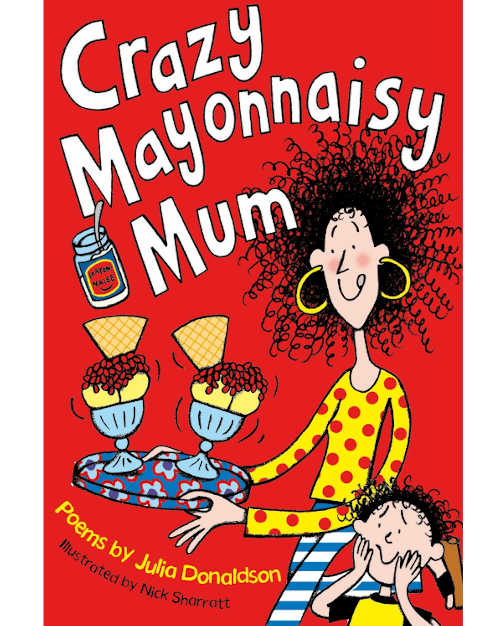 Crazy
Mayonnaisy
Mum
MAYON
NAISE
Poems by Julia Donaldson
Illustrated by Nick Sharratt